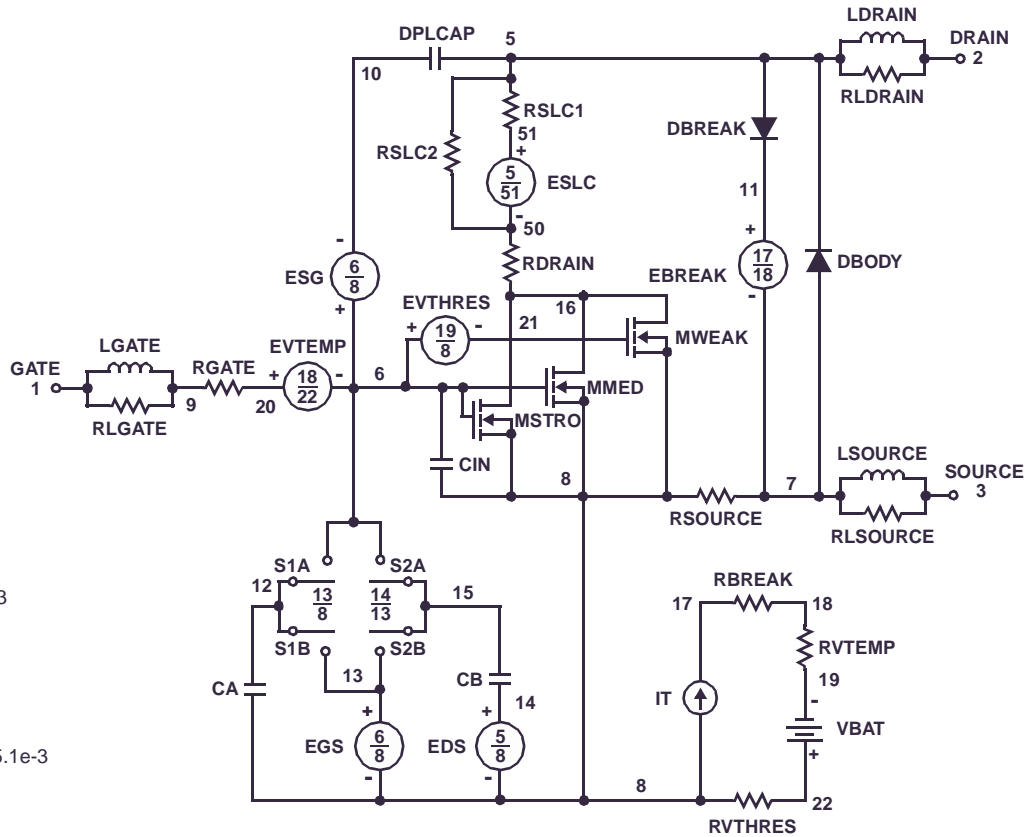 LDRAIN
DPLCAP
5
DRAIN
2
10
RLDRAIN
RSLC1
51
DBREAK
RSLC2
+
5
51
ESLC
11
-
50
-
+
17
18
DBODY
RDRAIN
EBREAK
6
8
ESG
EVTHRES
16
-
+
+
19
8
-
21
MWEAK
LGATE
EVTEMP
GATE
1
RGATE
+
18
22
-
6
MMED
9
20
MSTRO
RLGATE
LSOURCE
CIN
8
7
SOURCE
3
RSOURCE
RLSOURCE
S1A
S2A
12
13
8
14
13
15
RBREAK
3
17
18
S1B
S2B
RVTEMP
13
CB
19
CA
14
IT
-
+
+
VBAT
EGS
6
8
EDS
5
8
+
5.1e-3
-
-
8
22
RVTHRES